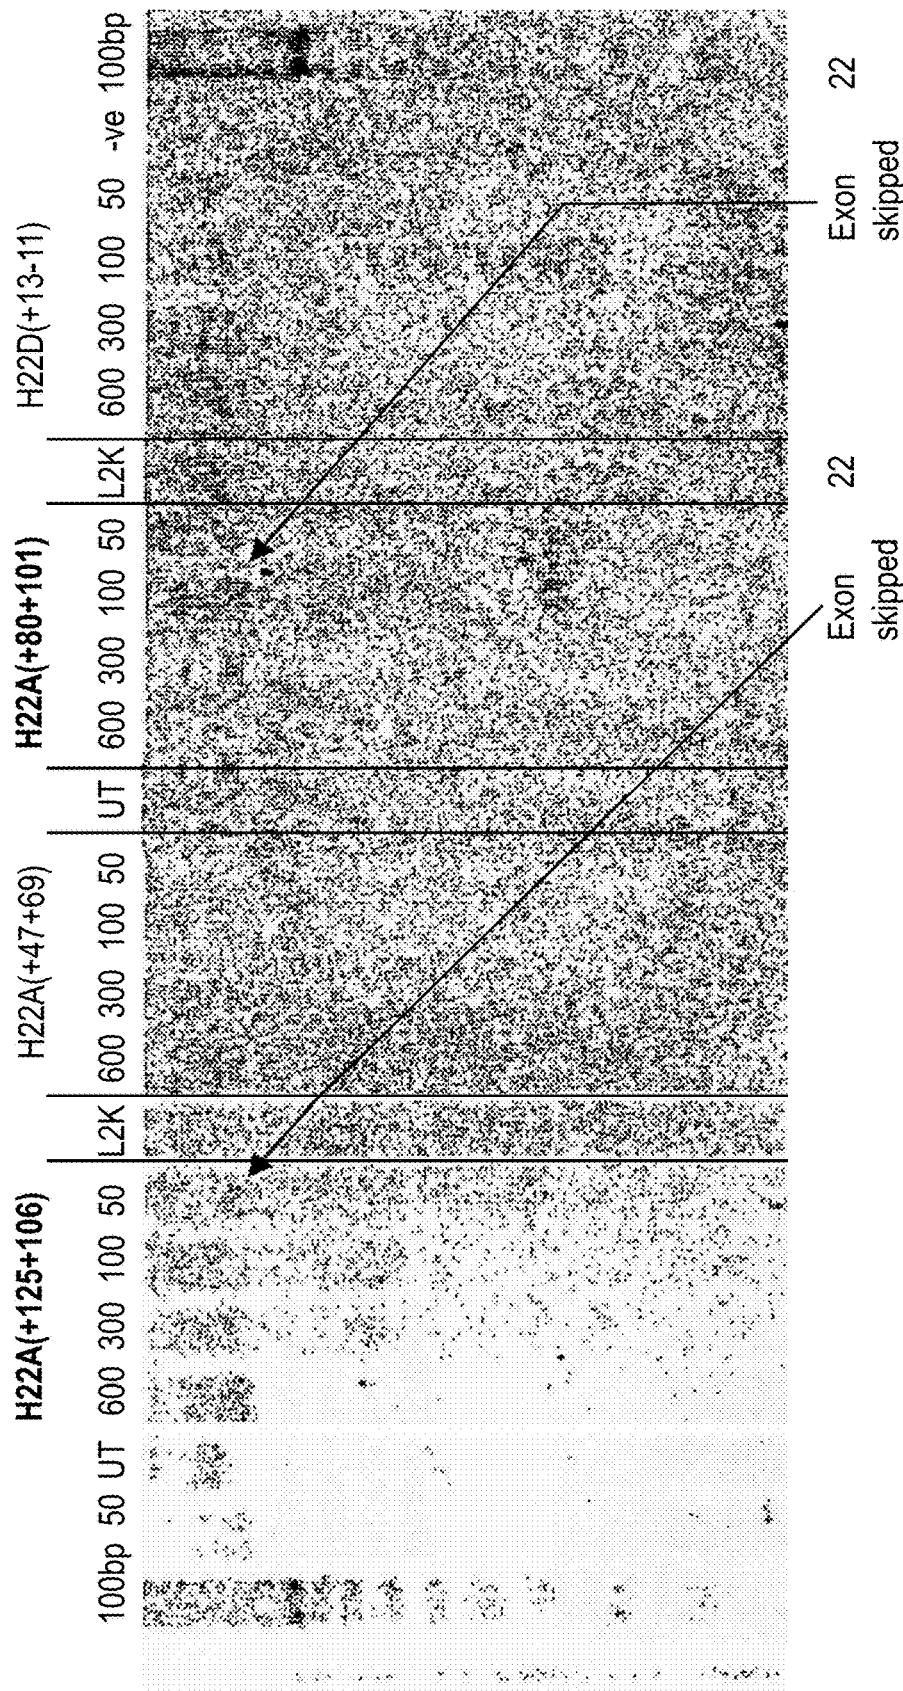 H22A(+125+106) H22A(+47+69) H22A(+80+101) H22D(+13-11)
100bp 50 UT 600 300 100 50 L2K 600 300 100 50 UT 600 300 100 50 L2K 600 300 100 50 -ve 100bp
Exon
skipped
22
Exon
skipped
22